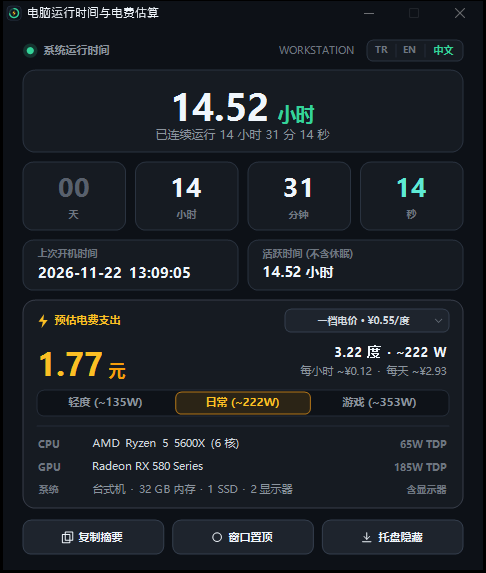 电脑运行时间与电费估算
系统运行时间 WORKSTATION TR EN 中文
14.52 小时
已连续运行 14 小时 31 分 14 秒
00 14 31 14
天 小时 分钟 秒
上次开机时间 活跃时间 (不含休眠)
2026-11-22 13:09:05 14.52 小时
预估电费支出 一档电价 • ¥0.55/度
1.77 元 3.22 度 · ~222 W
每小时 ~¥0.12 · 每天 ~¥2.93
轻度 (~135W) 日常 (~222W) 游戏 (~353W)
CPU AMD Ryzen 5 5600X (6 核) 65W TDP
GPU Radeon RX 580 Series 185W TDP
系统 台式机 · 32 GB 内存 · 1 SSD · 2 显示器 含显示器
复制摘要 窗口置顶 托盘隐藏